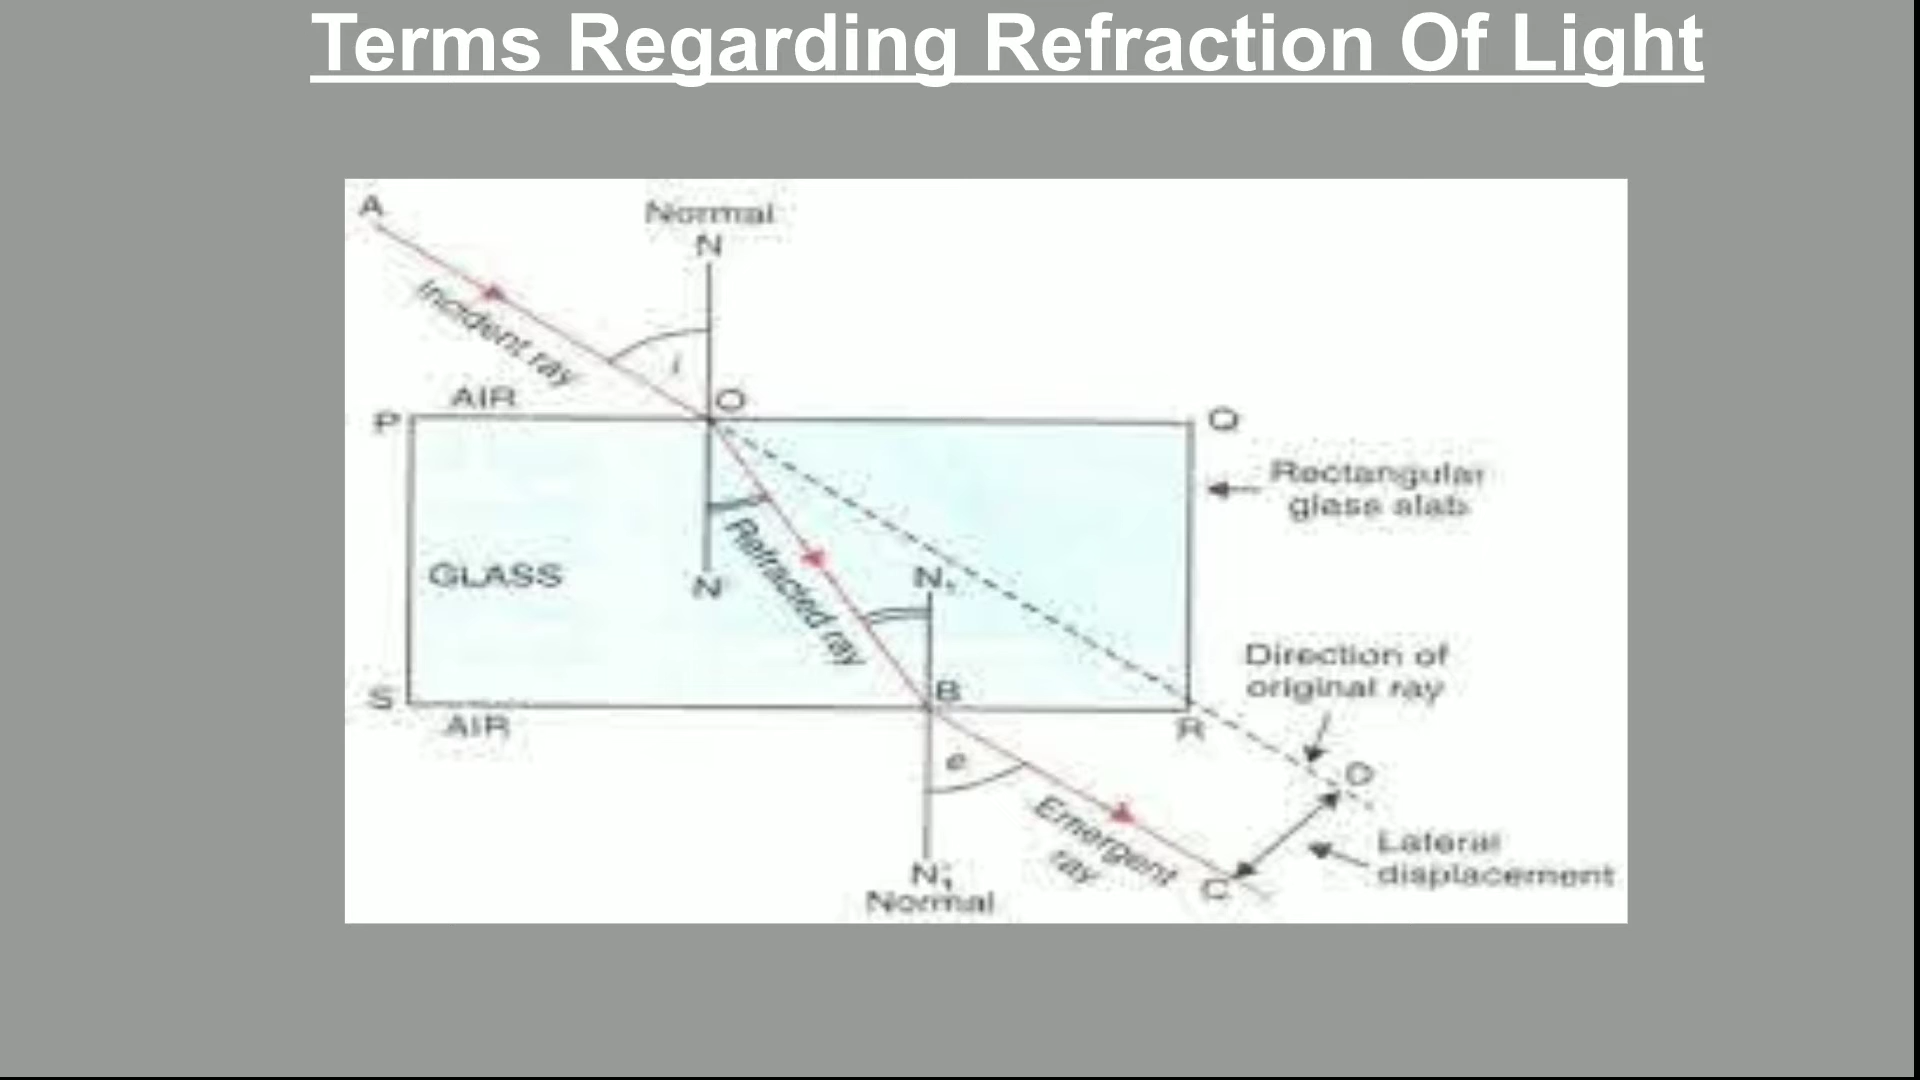 Terms Regarding Refraction Of Light
A
Normal
N
Incident ray
i
AIR
O
P
Q
Rectangular
glass slab
GLASS
Refracted ray
N
N₁
Direction of
original ray
S
B
AIR
R
e
D
Emergent
ray
Lateral
displacement
C
N'₁
Normal